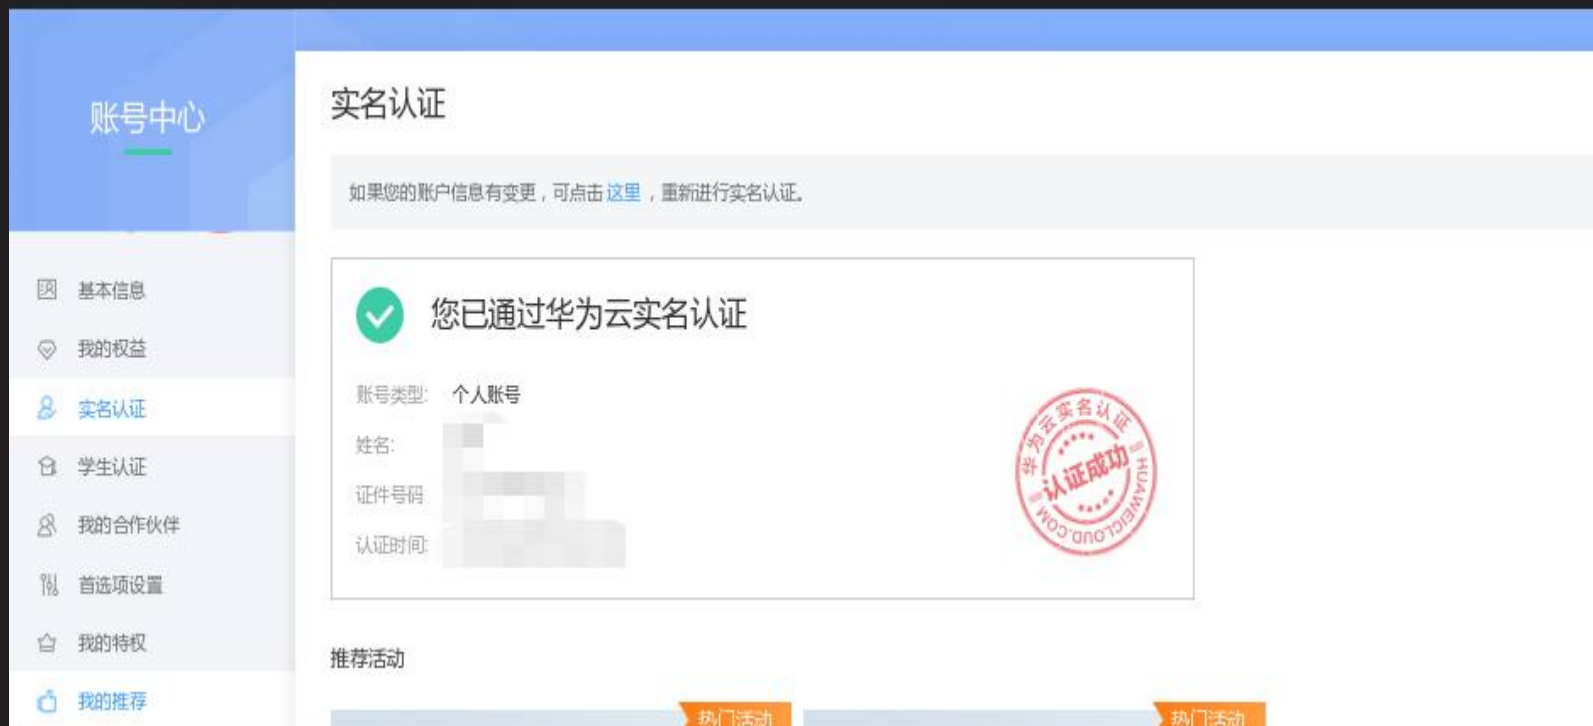 账号中心
基本信息
我的权益
实名认证
学生认证
我的合作伙伴
首选项设置
我的特权
我的推荐
实名认证
如果您的账户信息有变更，可点击 这里 ，重新进行实名认证。
您已通过华为云实名认证
账号类型: 个人账号
姓名:
证件号码
认证时间:
华为云实名认证
认证成功
HUAWEICLOUD.COM
推荐活动
热门活动
热门活动